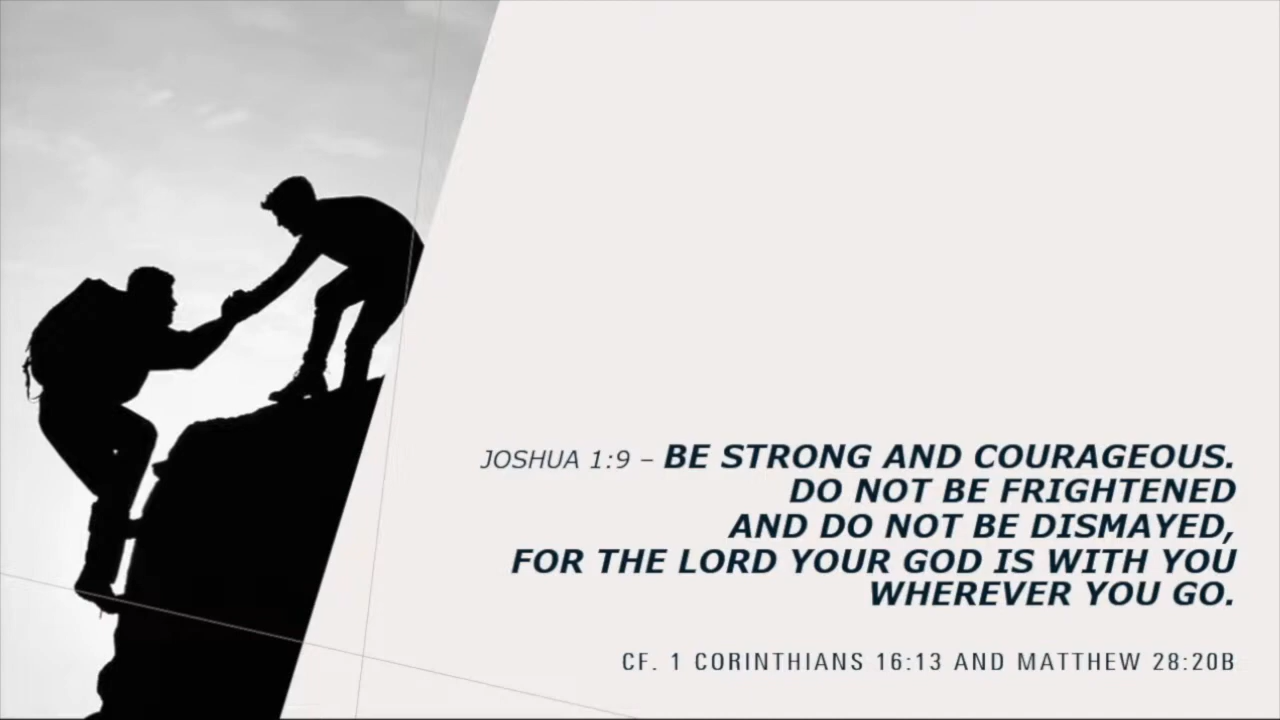 JOSHUA 1:9 – BE STRONG AND COURAGEOUS.
DO NOT BE FRIGHTENED
AND DO NOT BE DISMAYED,
FOR THE LORD YOUR GOD IS WITH YOU
WHEREVER YOU GO.
CF. 1 CORINTHIANS 16:13 AND MATTHEW 28:20B